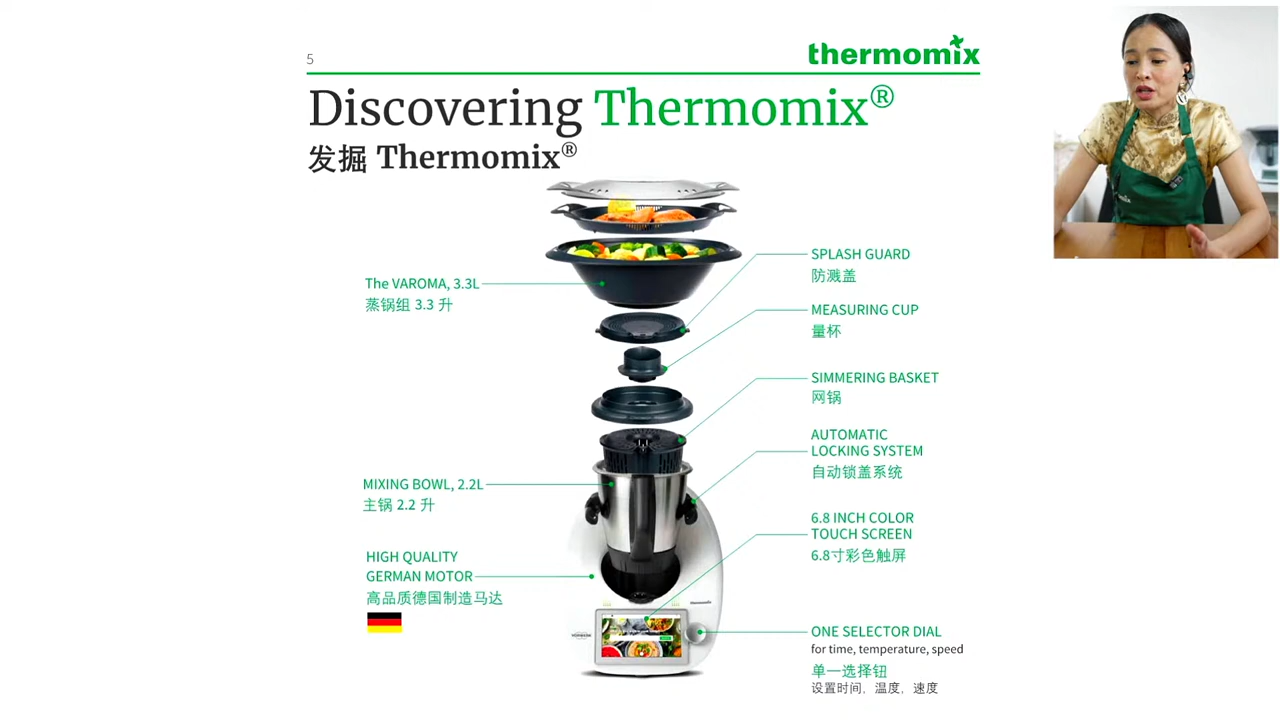 5
thermomix
Discovering Thermomix®
发掘 Thermomix®
The VAROMA, 3.3L
蒸锅组 3.3 升
SPLASH GUARD
防溅盖
MEASURING CUP
量杯
SIMMERING BASKET
网锅
AUTOMATIC
LOCKING SYSTEM
自动锁盖系统
MIXING BOWL, 2.2L
主锅 2.2 升
6.8 INCH COLOR
TOUCH SCREEN
6.8寸彩色触屏
HIGH QUALITY
GERMAN MOTOR
高品质德国制造马达
thermomix
VORWERK
ONE SELECTOR DIAL
for time, temperature, speed
单一选择钮
设置时间，温度，速度